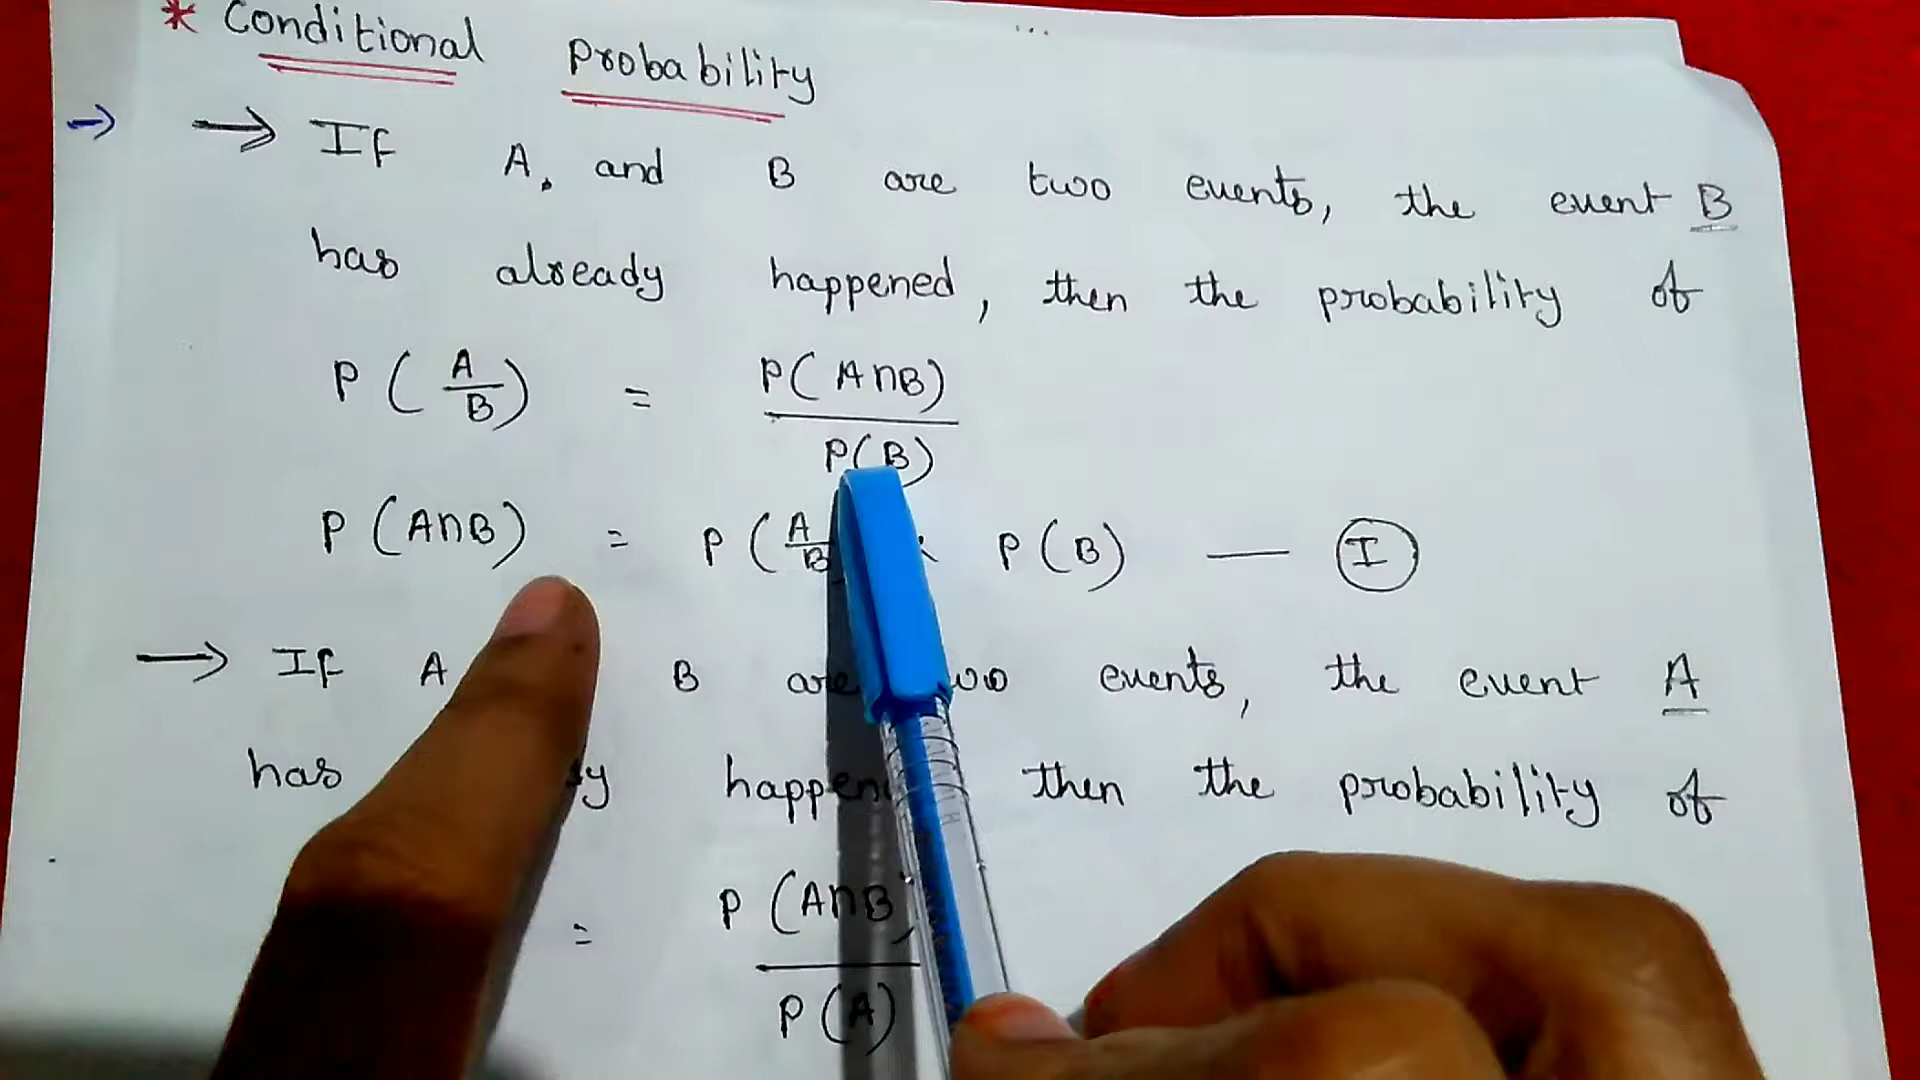 * Conditional probability
→ → If A, and B are two events, the event B
has already happened, then the probability of
P(A/B) = P(A∩B)/P(B)
P(A∩B) = P(A/B) × P(B) — I
→ If A B are two events, the event A
has happen then the probability of
= P(A∩B)/P(A)